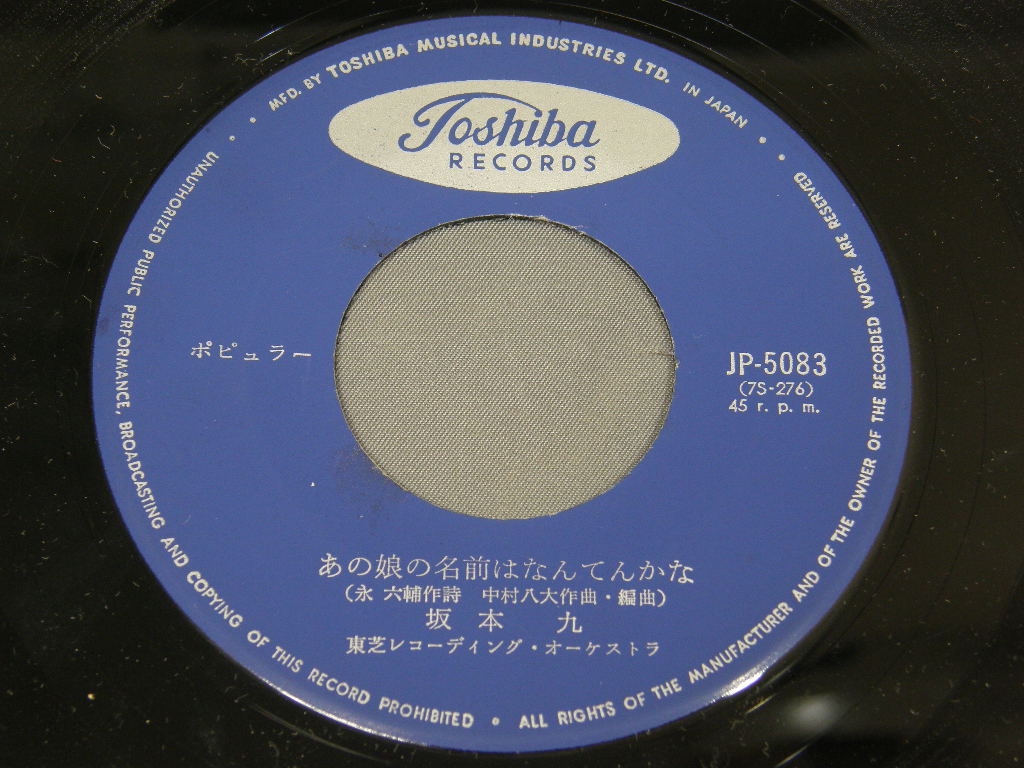 MFD. BY TOSHIBA MUSICAL INDUSTRIES LTD. IN JAPAN
Toshiba
RECORDS
ポピュラー
JP-5083
(7S-276)
45 r. p. m.
あの娘の名前はなんてんかな
(永 六輔作詩 中村八大作曲・編曲)
坂本 九
東芝レコーディング・オーケストラ
UNAUTHORIZED PUBLIC PERFORMANCE, BROADCASTING AND COPYING OF THIS RECORD PROHIBITED • ALL RIGHTS OF THE MANUFACTURER AND OF THE OWNER OF THE RECORDED WORK ARE RESERVED